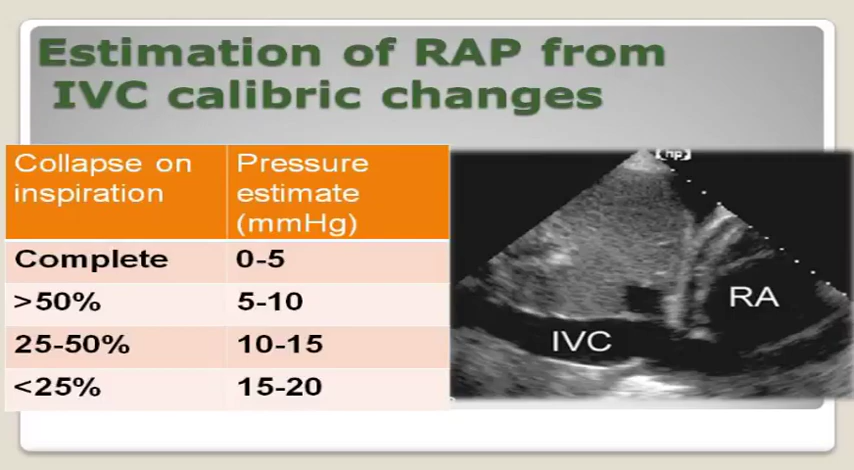 Estimation of RAP from
IVC calibric changes
Collapse on
inspiration
Pressure
estimate
(mmHg)
Complete
0-5
>50%
5-10
25-50%
10-15
<25%
15-20
hp
IVC
RA